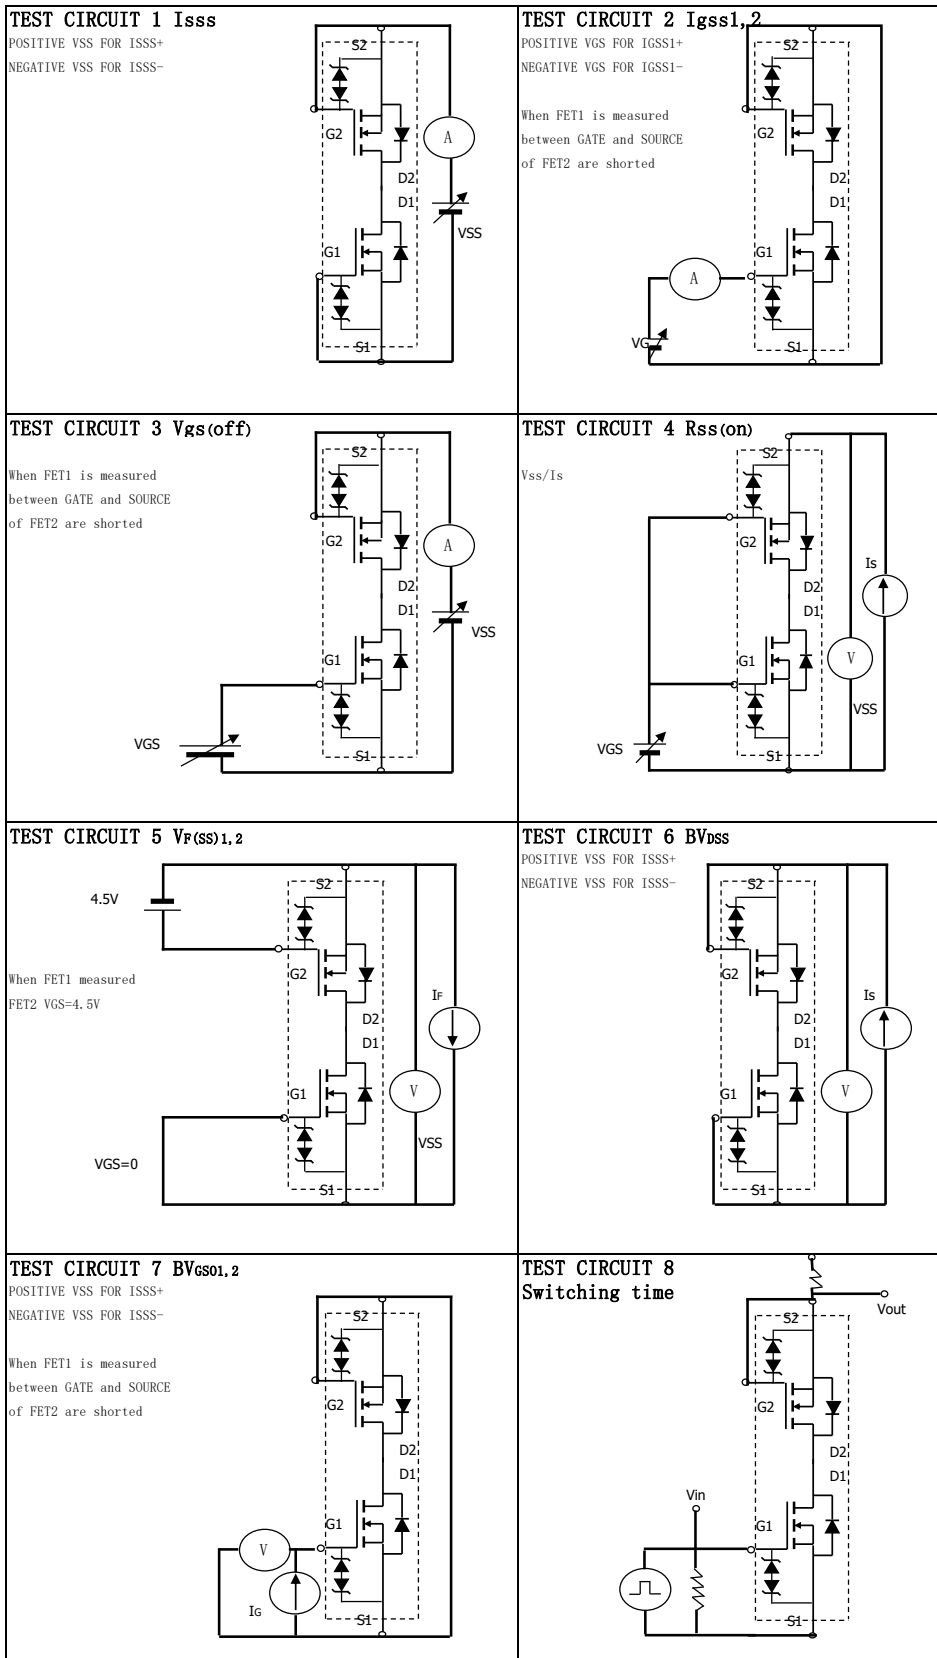 TEST CIRCUIT 1 Isss
POSITIVE VSS FOR ISSS+
NEGATIVE VSS FOR ISSS-
S2
G2
A
D2
D1
VSS
G1
S1
TEST CIRCUIT 2 Igss1,2
POSITIVE VGS FOR IGSS1+
NEGATIVE VGS FOR IGSS1-
When FET1 is measured
between GATE and SOURCE
of FET2 are shorted
S2
G2
D2
D1
G1
A
VG
S1
TEST CIRCUIT 3 Vgs(off)
When FET1 is measured
between GATE and SOURCE
of FET2 are shorted
S2
G2
A
D2
D1
VSS
G1
VGS
S1
TEST CIRCUIT 4 Rss(on)
Vss/Is
S2
G2
Is
D2
D1
G1
V
VSS
VGS
S1
TEST CIRCUIT 5 VF(SS)1,2
4.5V
When FET1 measured
FET2 VGS=4.5V
S2
G2
IF
D2
D1
G1
V
VSS
VGS=0
S1
TEST CIRCUIT 6 BVDSS
POSITIVE VSS FOR ISSS+
NEGATIVE VSS FOR ISSS-
S2
G2
Is
D2
D1
G1
V
S1
TEST CIRCUIT 7 BVGSO1,2
POSITIVE VSS FOR ISSS+
NEGATIVE VSS FOR ISSS-
When FET1 is measured
between GATE and SOURCE
of FET2 are shorted
S2
G2
D2
D1
G1
V
IG
S1
TEST CIRCUIT 8
Switching time
Vout
S2
G2
D2
D1
Vin
G1
S1